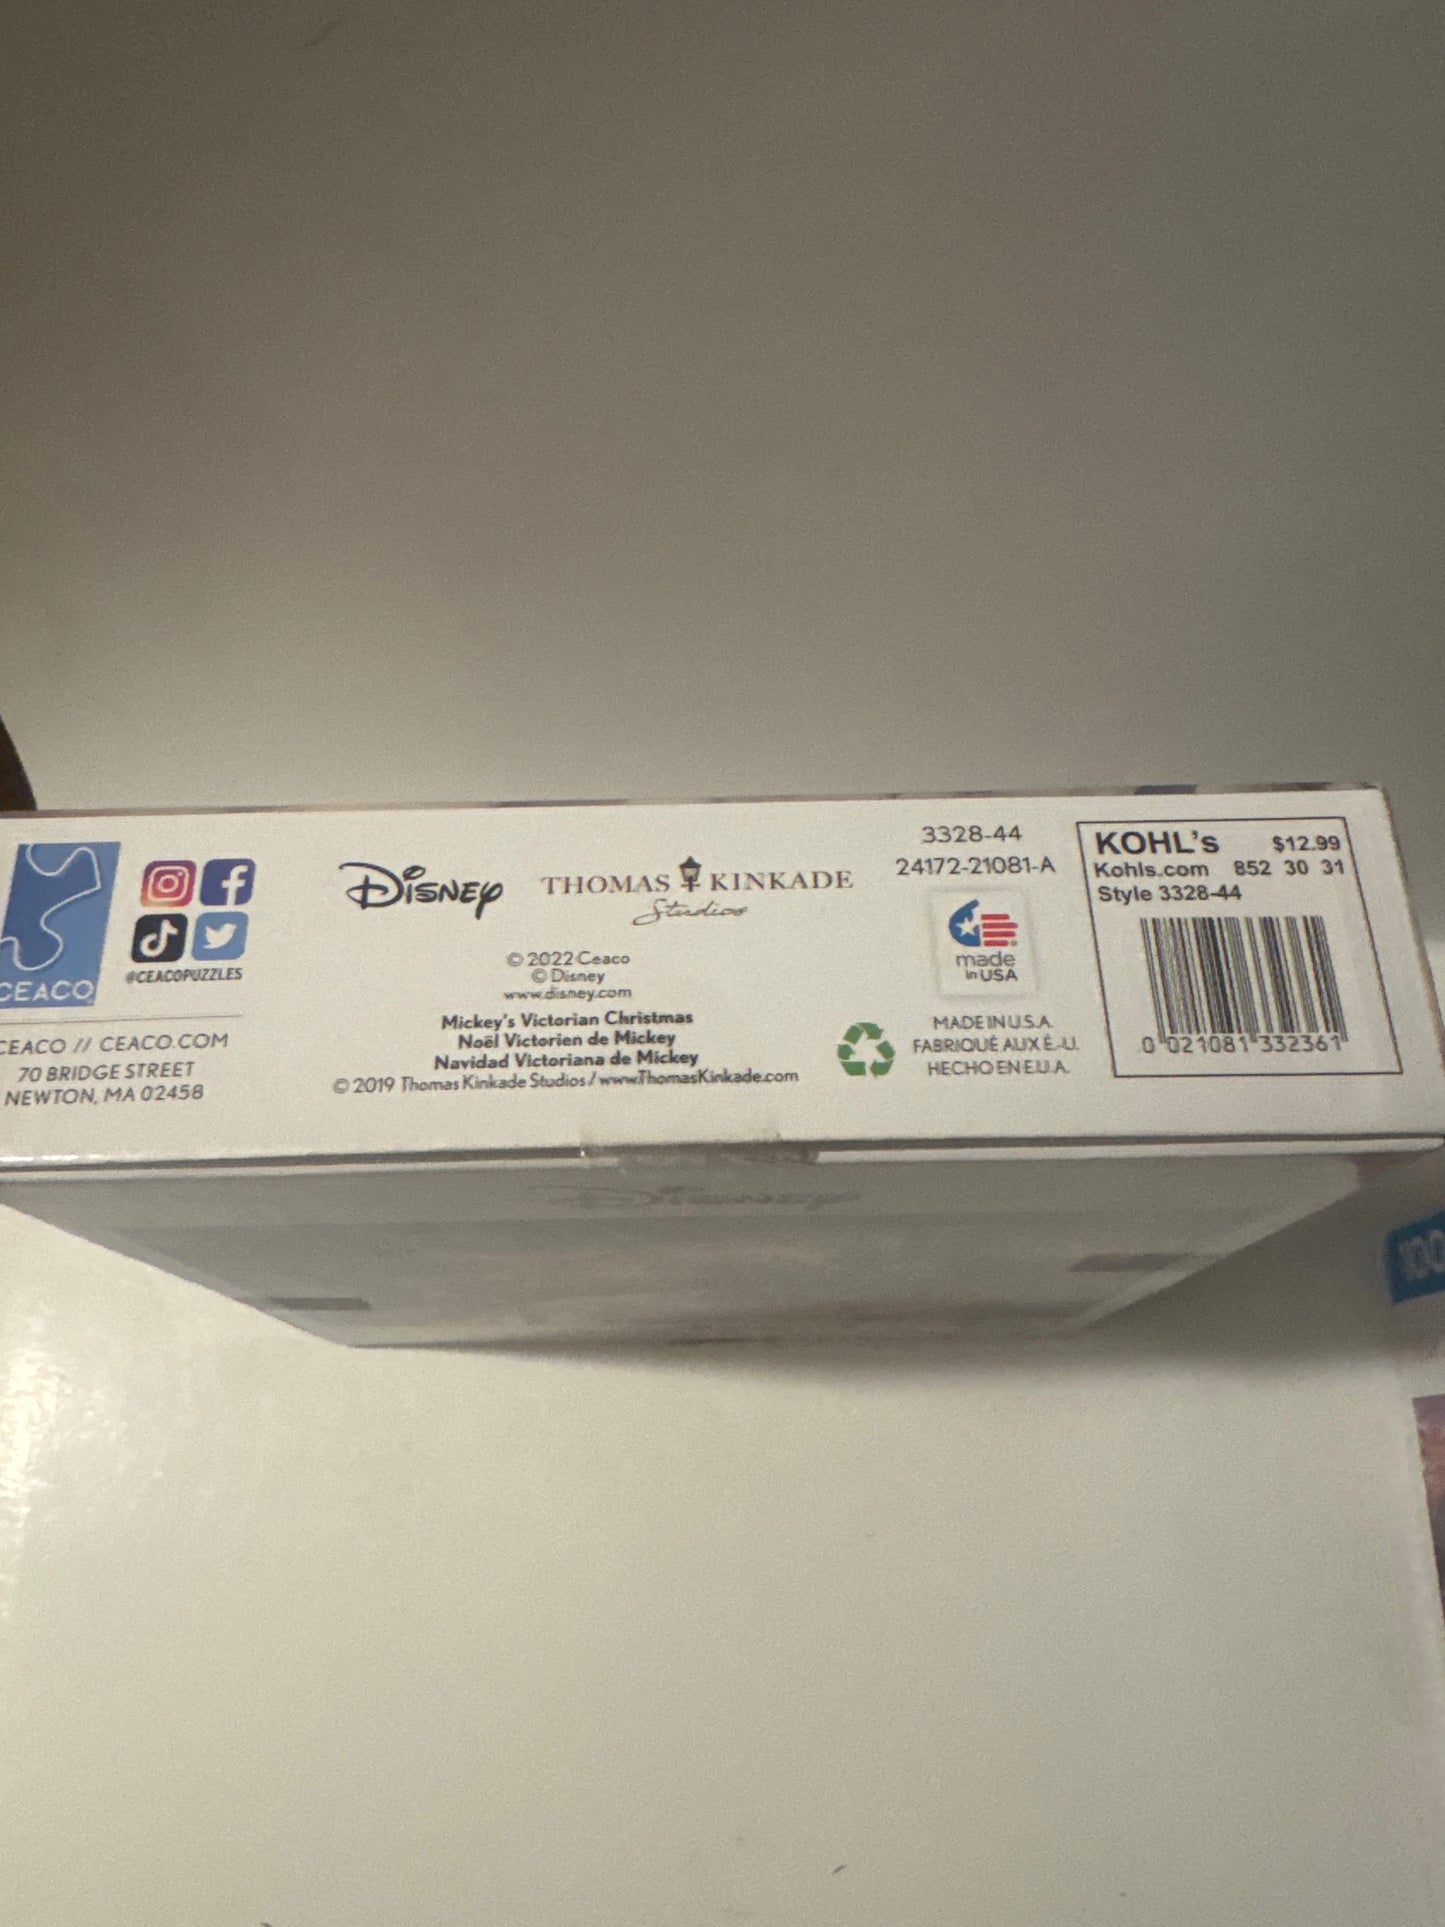 CEACO
@CEACOPUZZLES
CEACO // CEACO.COM
70 BRIDGE STREET
NEWTON, MA 02458
Disney
THOMAS KINKADE
Studios
© 2022 Ceaco
© Disney
www.disney.com
Mickey's Victorian Christmas
Noël Victorien de Mickey
Navidad Victoriana de Mickey
© 2019 Thomas Kinkade Studios / www.ThomasKinkade.com
3328-44
24172-21081-A
made
in USA
MADE IN U.S.A.
FABRIQUÉ AUX É.-U.
HECHO EN E.U.A.
KOHL's $12.99
Kohls.com 852 30 31
Style 3328-44
0 021081 332361
Disney
100